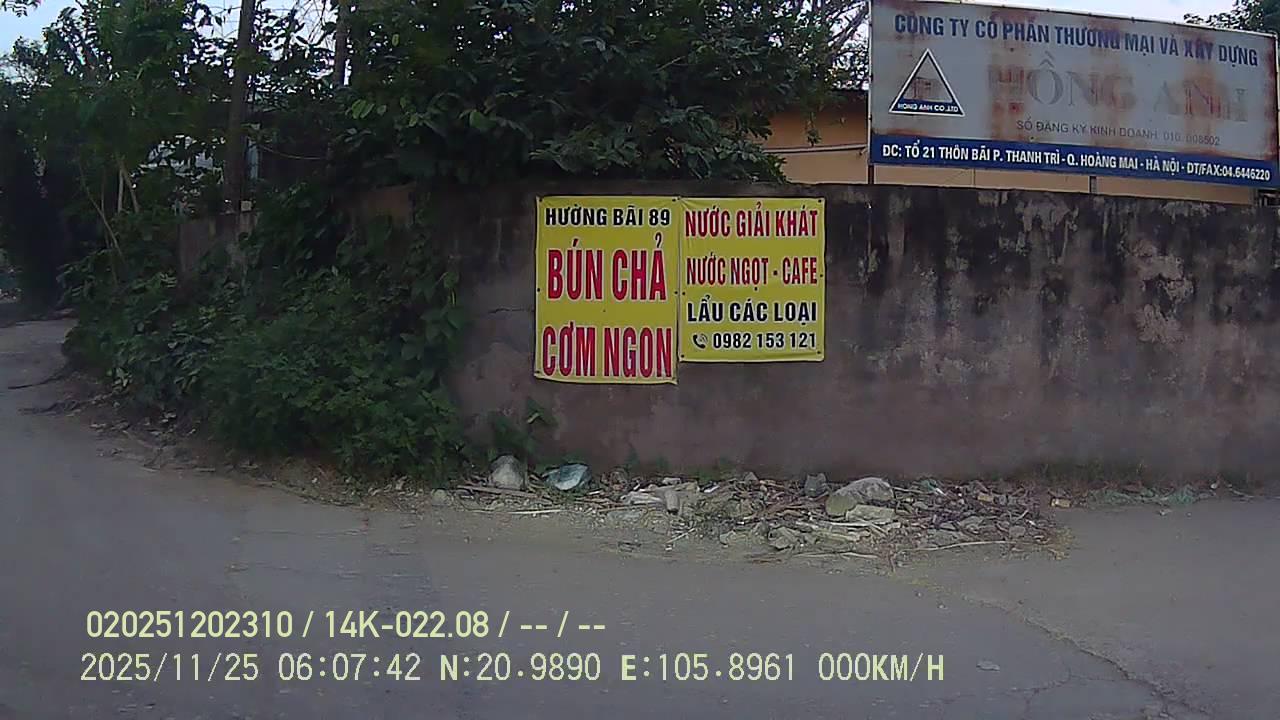 CÔNG TY CỔ PHẦN THƯƠNG MẠI VÀ XÂY DỰNG
HỒNG ANH
HONG ANH CO.,LTD
SỐ ĐĂNG KÝ KINH DOANH: 010. 008502
ĐC: TỔ 21 THÔN BÃI P. THANH TRÌ - Q. HOÀNG MAI - HÀ NỘI - ĐT/FAX:04.6446220
HƯỜNG BÃI 89
BÚN CHẢ
CƠM NGON
NƯỚC GIẢI KHÁT
NƯỚC NGỌT - CAFE
LẨU CÁC LOẠI
0982 153 121
020251202310 / 14K-022.08 / -- / --
2025/11/25 06:07:42 N:20.9890 E:105.8961 000KM/H